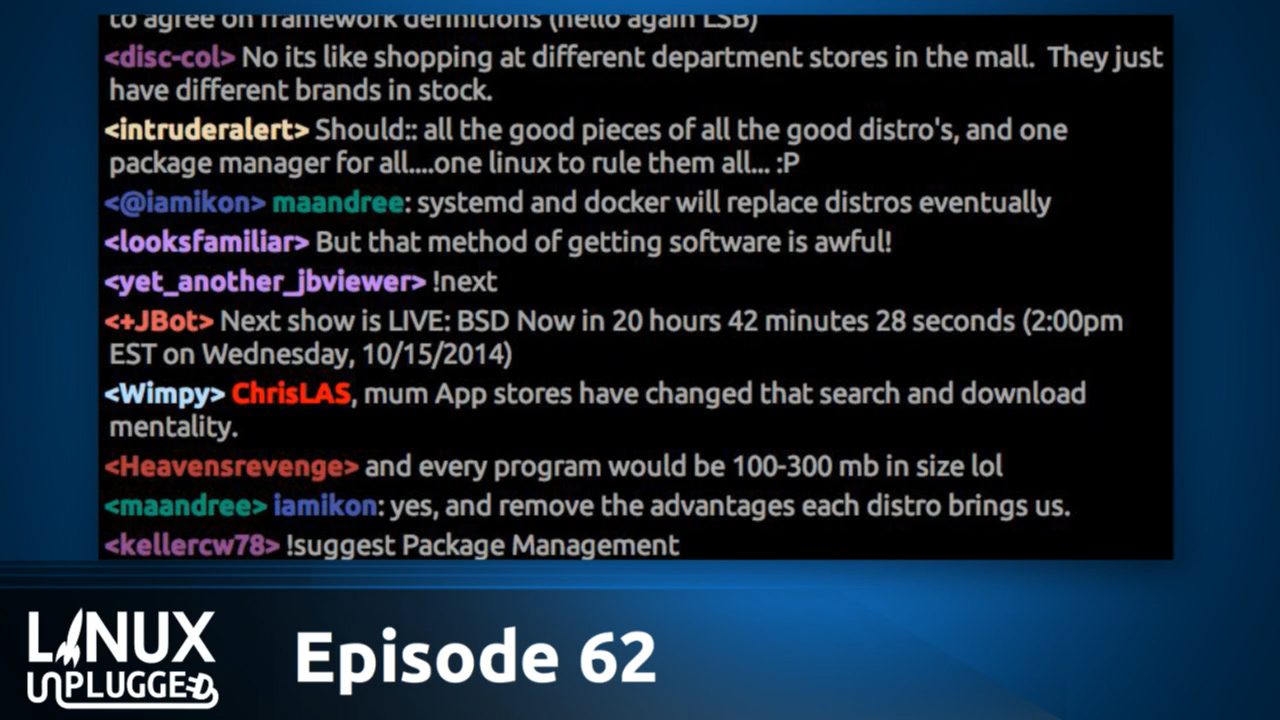 to agree on framework definitions (hello again LSB)
<disc-col> No its like shopping at different department stores in the mall.  They just
have different brands in stock.
<intruderalert> Should:: all the good pieces of all the good distro's, and one
package manager for all....one linux to rule them all... :P
<@iamikon> maandree: systemd and docker will replace distros eventually
<looksfamiliar> But that method of getting software is awful!
<yet_another_jbviewer> !next
<+JBot> Next show is LIVE: BSD Now in 20 hours 42 minutes 28 seconds (2:00pm
EST on Wednesday, 10/15/2014)
<Wimpy> ChrisLAS, mum App stores have changed that search and download
mentality.
<Heavensrevenge> and every program would be 100-300 mb in size lol
<maandree> iamikon: yes, and remove the advantages each distro brings us.
<kellercw78> !suggest Package Management
LINUX
UNPLUGGED
Episode 62